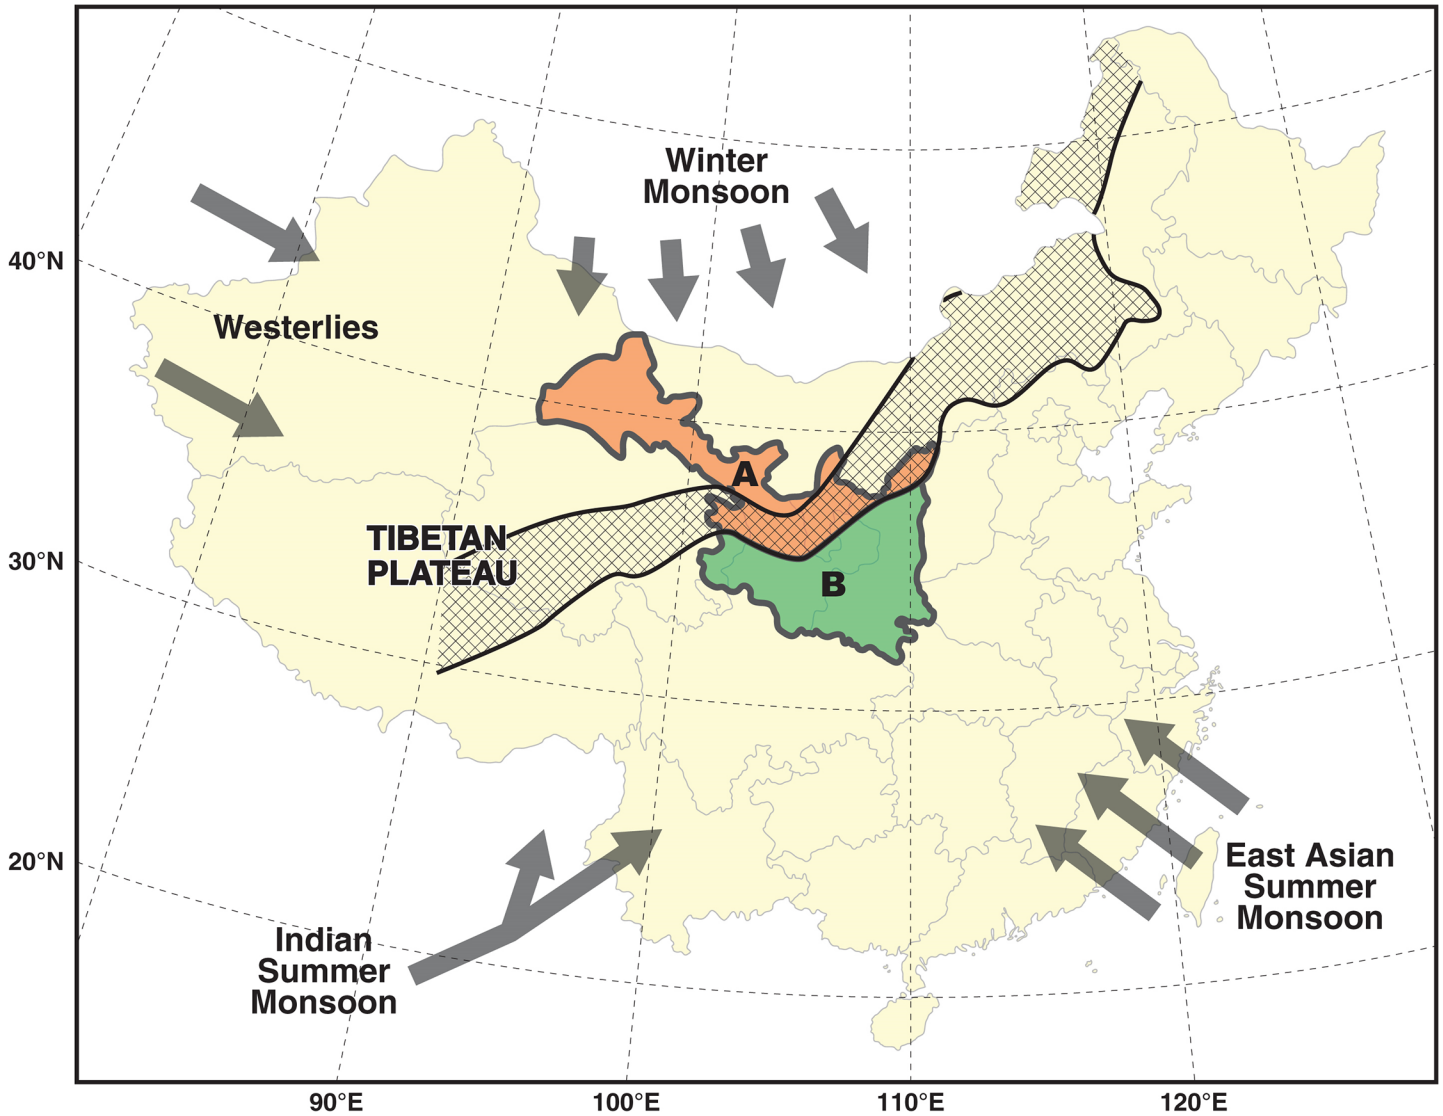 Winter
Monsoon
40°N
Westerlies
A
TIBETAN
PLATEAU
30°N
B
20°N
East Asian
Summer
Monsoon
Indian
Summer
Monsoon
90°E
100°E
110°E
120°E